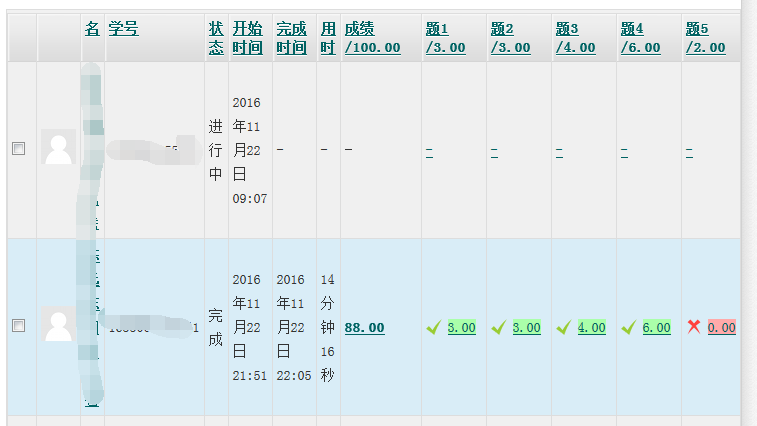 名 学号 状态 开始时间 完成时间 用时 成绩/100.00 题1/3.00 题2/3.00 题3/4.00 题4/6.00 题5/2.00
进行中 2016年11月22日 09:07 - - - - - - - -
完成 2016年11月22日 21:51 2016年11月22日 22:05 14分钟16秒 88.00 3.00 3.00 4.00 6.00 0.00